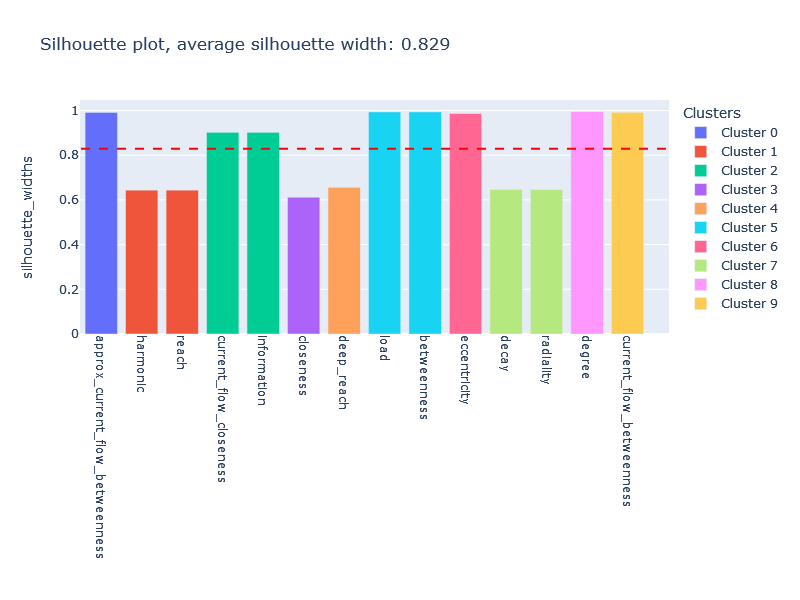 Silhouette plot, average silhouette width: 0.829
silhouette_widths
1
0.8
0.6
0.4
0.2
0
approx_current_flow_betweenness
harmonic
reach
current_flow_closeness
information
closeness
deep_reach
load
betweenness
eccentricity
decay
radiality
degree
current_flow_betweenness
Clusters
Cluster 0
Cluster 1
Cluster 2
Cluster 3
Cluster 4
Cluster 5
Cluster 6
Cluster 7
Cluster 8
Cluster 9